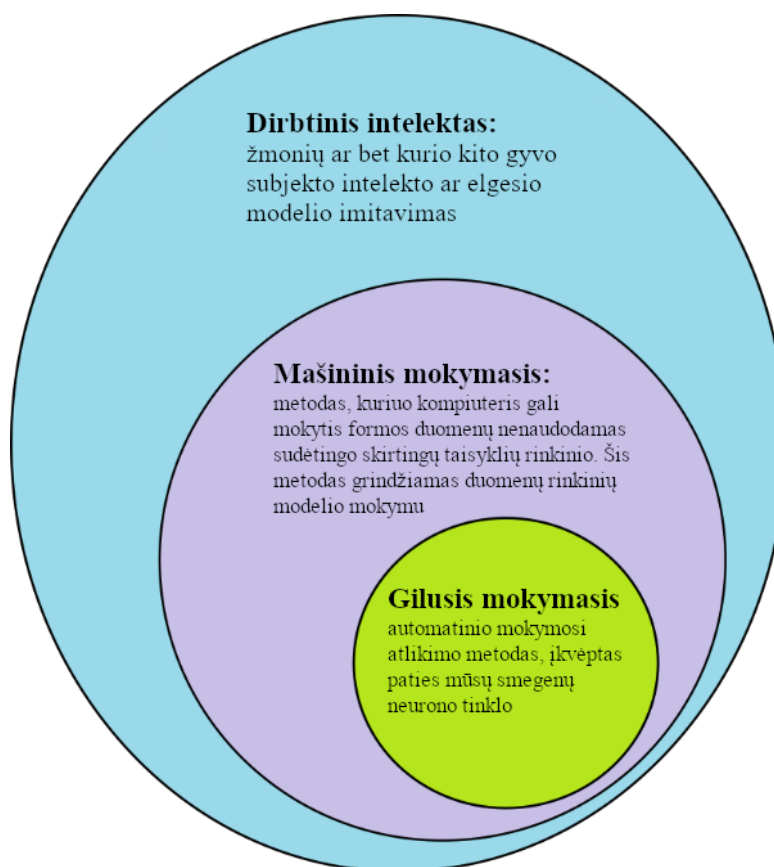 Dirbtinis intelektas:
žmonių ar bet kurio kito gyvo
subjekto intelekto ar elgesio
modelio imitavimas
Mašininis mokymasis:
metodas, kuriuo kompiuteris gali
mokytis formos duomenų nenaudodamas
sudėtingo skirtingų taisyklių rinkinio. Šis
metodas grindžiamas duomenų rinkinių
modelio mokymu
Gilusis mokymasis
automatinio mokymosi
atlikimo metodas, įkvėptas
paties mūsų smegenų
neurono tinklo